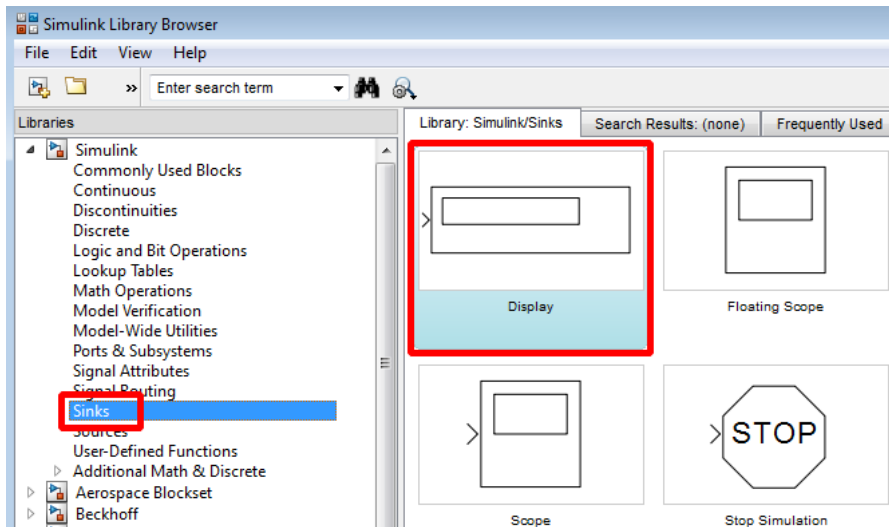 Simulink Library Browser
File Edit View Help
» Enter search term
Libraries
Simulink
Commonly Used Blocks
Continuous
Discontinuities
Discrete
Logic and Bit Operations
Lookup Tables
Math Operations
Model Verification
Model-Wide Utilities
Ports & Subsystems
Signal Attributes
Signal Routing
Sinks
Sources
User-Defined Functions
Additional Math & Discrete
Aerospace Blockset
Beckhoff
Library: Simulink/Sinks Search Results: (none) Frequently Used
Display
Floating Scope
Scope
STOP
Stop Simulation